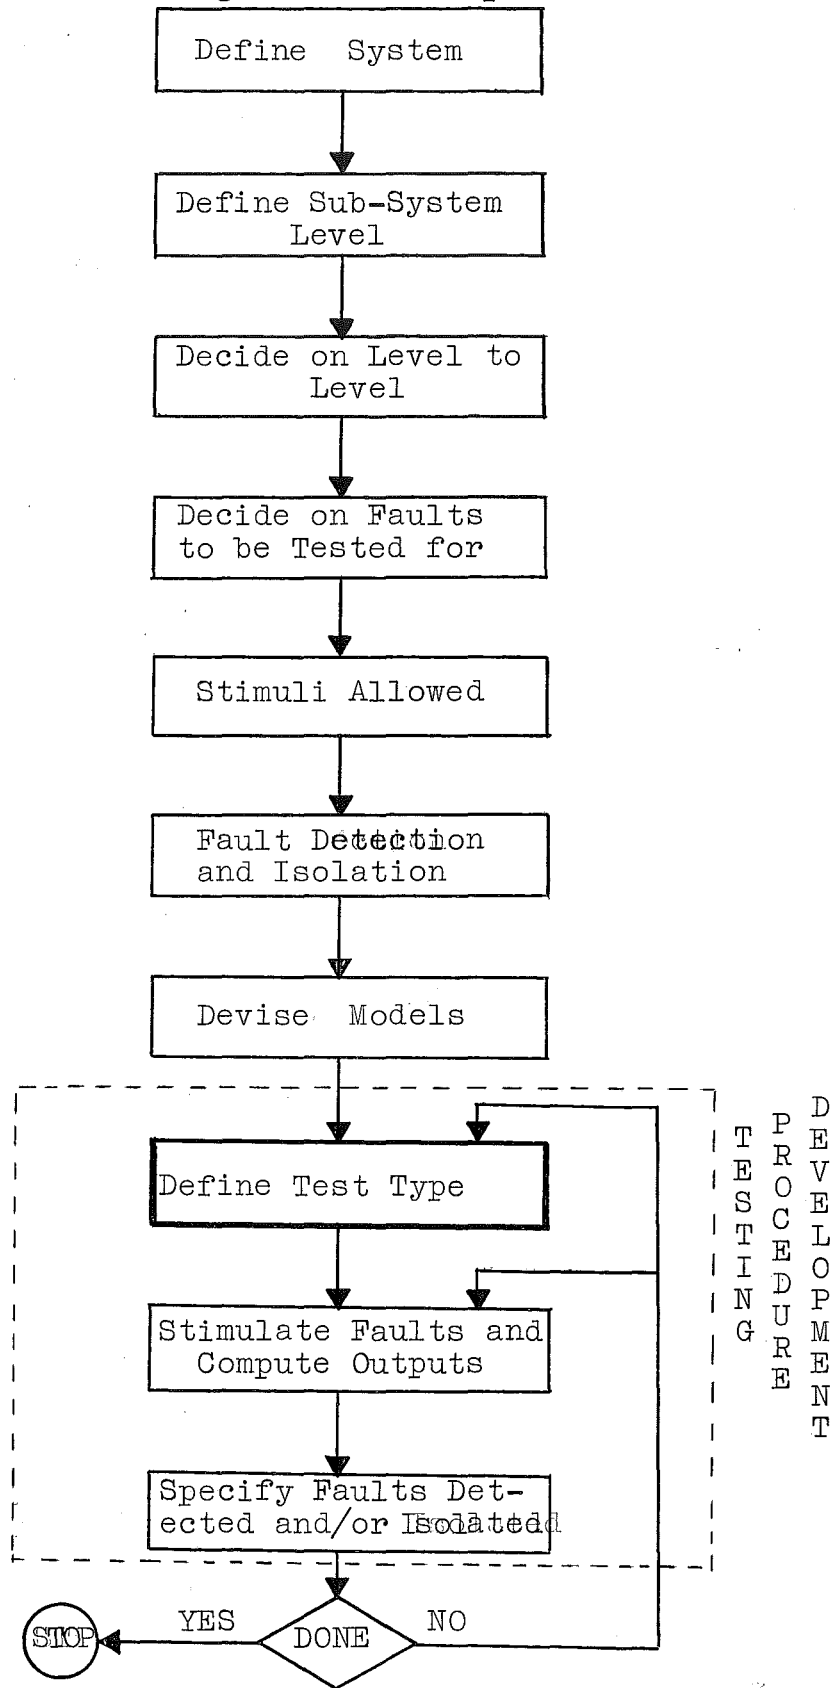 Define System
Define Sub-System
Level
Decide on Level to
Level
Decide on Faults
to be Tested for
Stimuli Allowed
Fault Detection
and Isolation
Devise Models
Define Test Type
Stimulate Faults and
Compute Outputs
Specify Faults Det-
ected and/or Isolated
DONE
YES
NO
STOP
TESTING
PROCEDURE
DEVELOPMENT